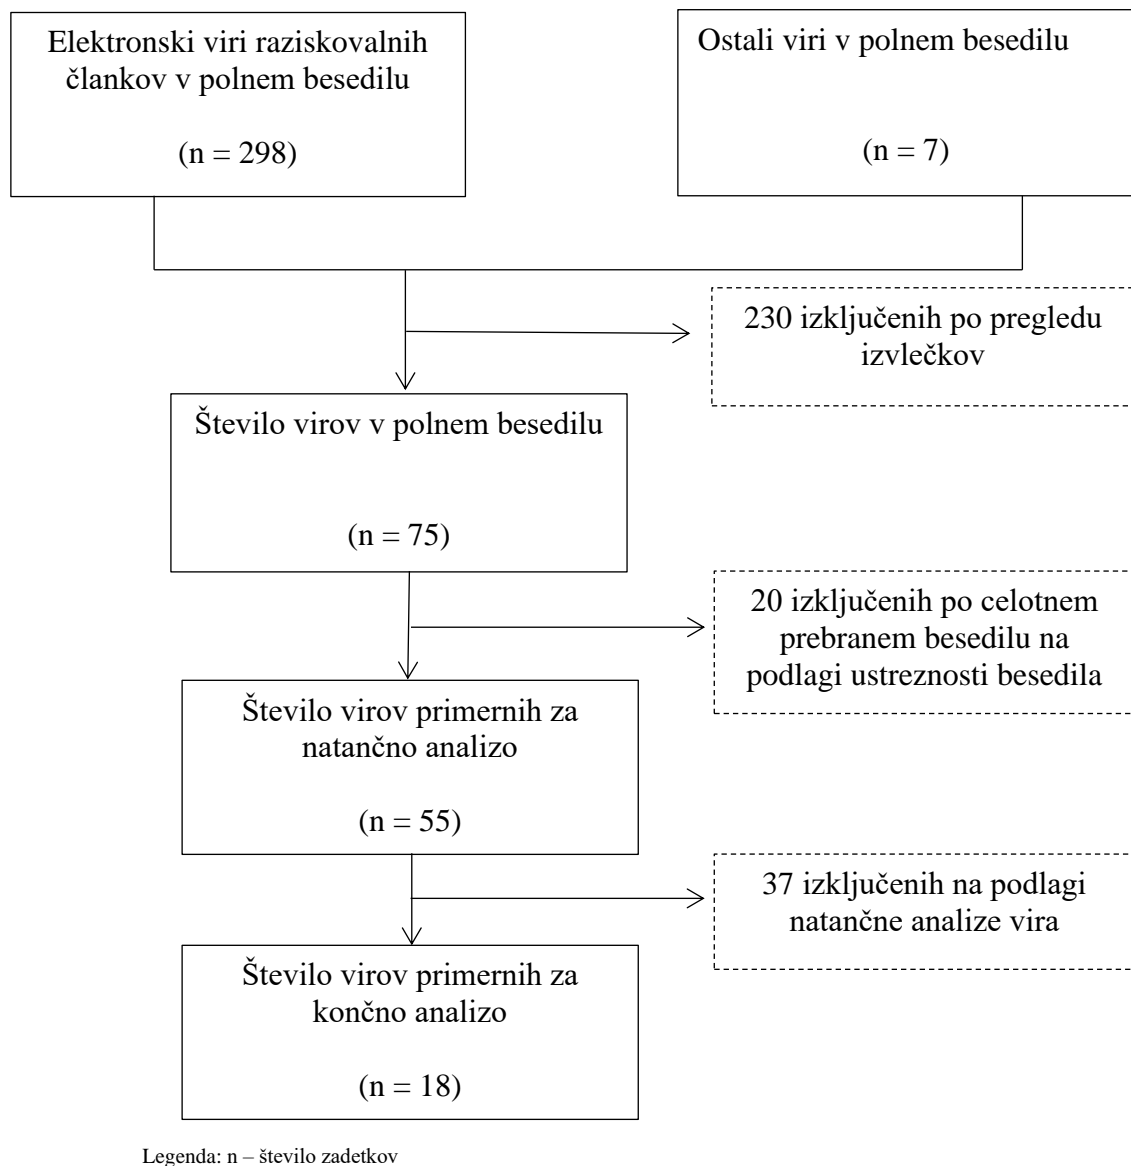 Elektronski viri raziskovalnih
člankov v polnem besedilu
(n = 298)
Ostali viri v polnem besedilu
(n = 7)
230 izključenih po pregledu
izvlečkov
Število virov v polnem besedilu
(n = 75)
20 izključenih po celotnem
prebranem besedilu na
podlagi ustreznosti besedila
Število virov primernih za
natančno analizo
(n = 55)
37 izključenih na podlagi
natančne analize vira
Število virov primernih za
končno analizo
(n = 18)
Legenda: n – število zadetkov